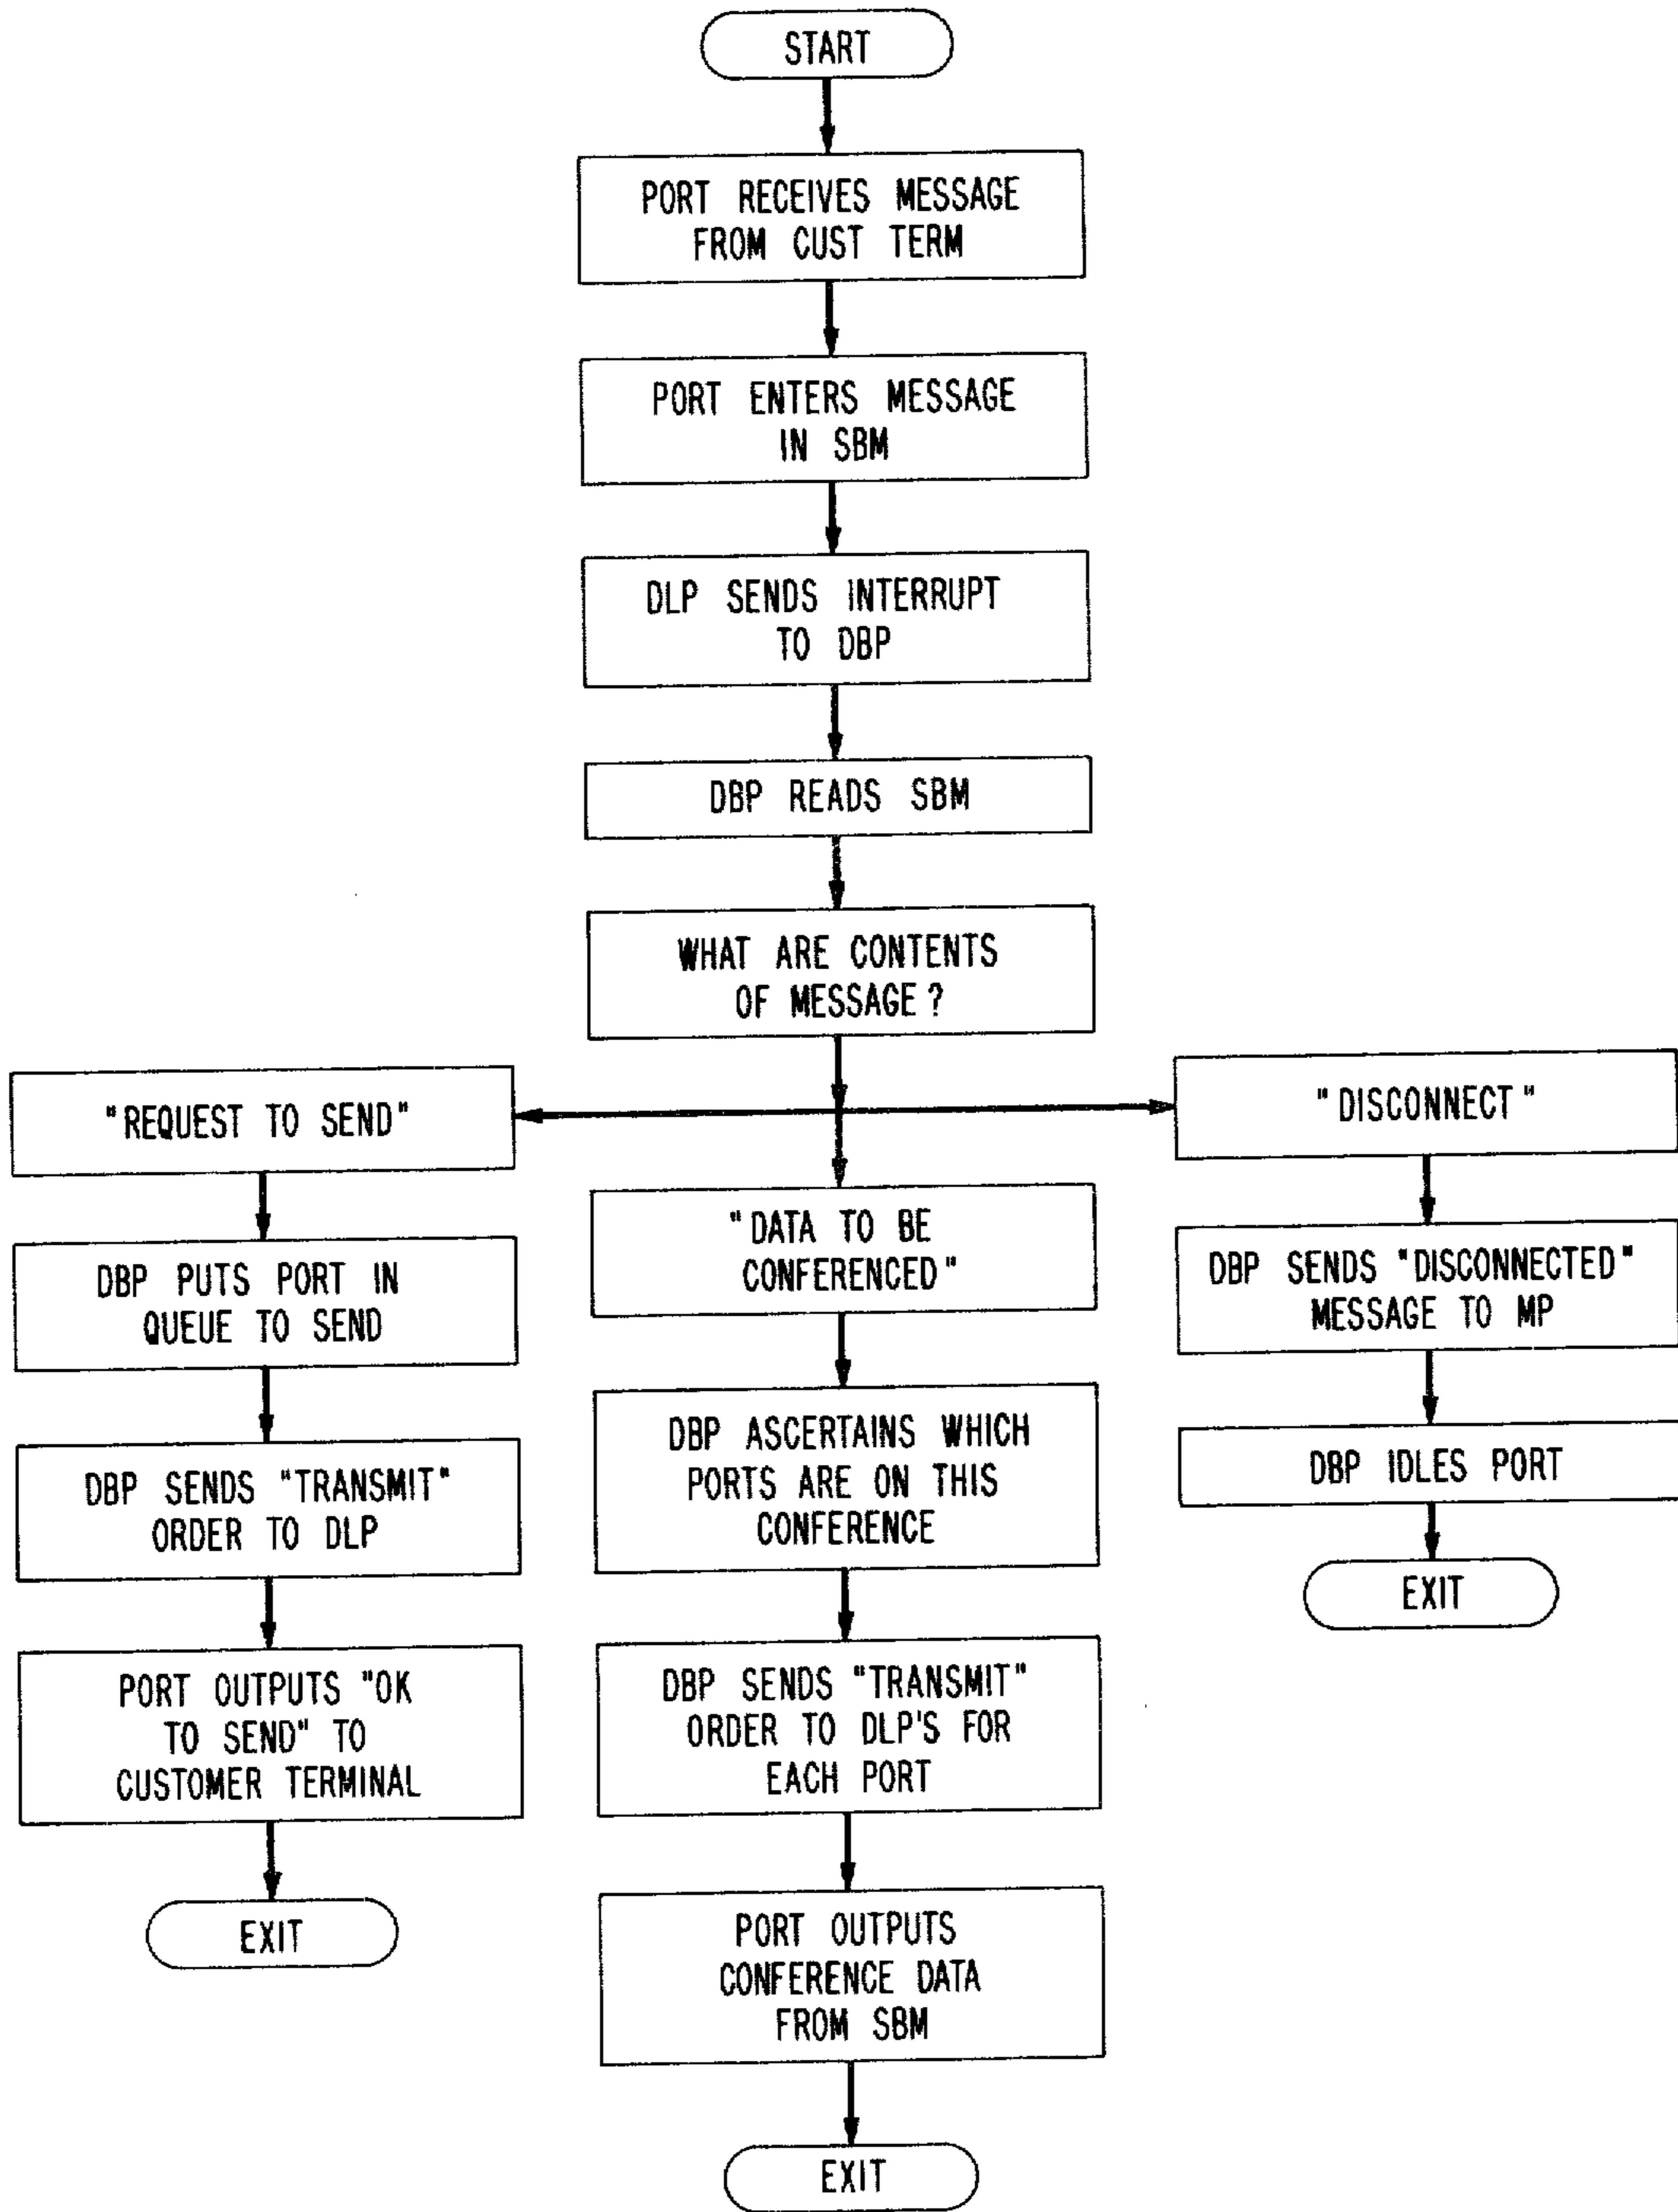 START
PORT RECEIVES MESSAGE
FROM CUST TERM
PORT ENTERS MESSAGE
IN SBM
DLP SENDS INTERRUPT
TO DBP
DBP READS SBM
WHAT ARE CONTENTS
OF MESSAGE?
"REQUEST TO SEND"
DBP PUTS PORT IN
QUEUE TO SEND
DBP SENDS "TRANSMIT"
ORDER TO DLP
PORT OUTPUTS "OK
TO SEND" TO
CUSTOMER TERMINAL
EXIT
"DATA TO BE
CONFERENCED"
DBP ASCERTAINS WHICH
PORTS ARE ON THIS
CONFERENCE
DBP SENDS "TRANSMIT"
ORDER TO DLP'S FOR
EACH PORT
PORT OUTPUTS
CONFERENCE DATA
FROM SBM
EXIT
"DISCONNECT"
DBP SENDS "DISCONNECTED"
MESSAGE TO MP
DBP IDLES PORT
EXIT